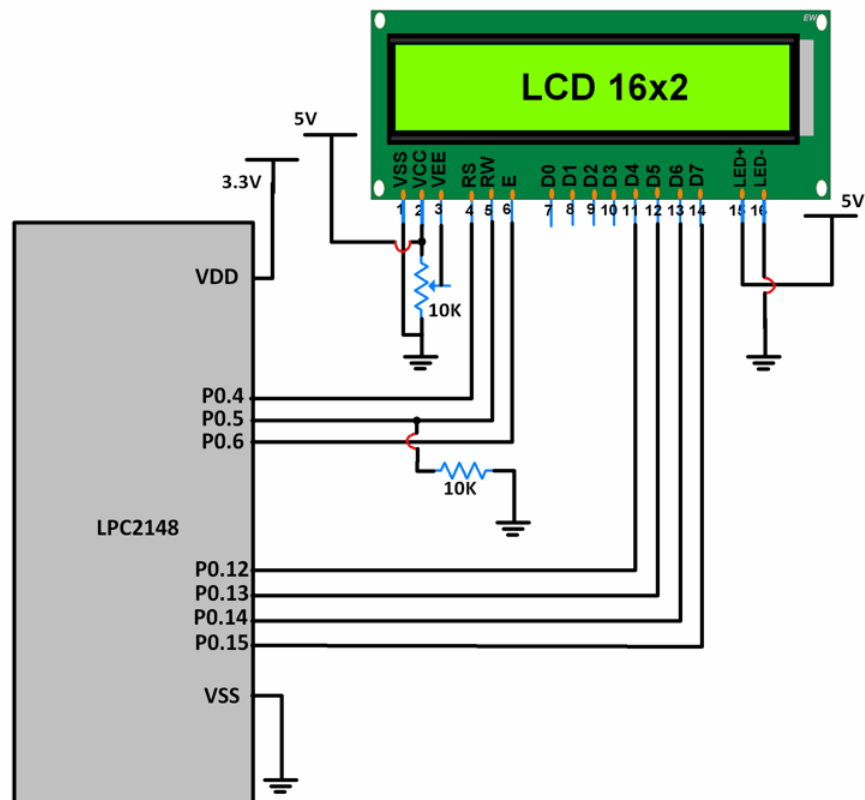 EW
LCD 16x2
5V
3.3V
VSS
VCC
VEE
RS
RW
E
D0
D1
D2
D3
D4
D5
D6
D7
LED+
LED-
1
2
3
4
5
6
7
8
9
10
11
12
13
14
15
16
5V
VDD
10K
P0.4
P0.5
P0.6
10K
LPC2148
P0.12
P0.13
P0.14
P0.15
VSS